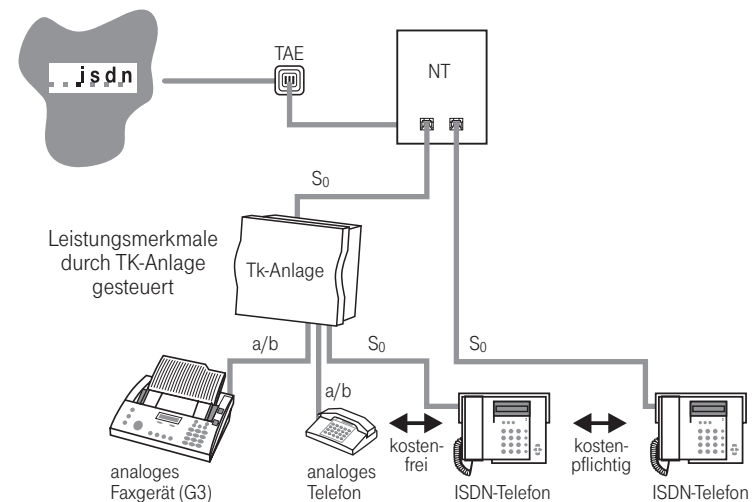 isdn
TAE
NT
S0
Leistungsmerkmale
durch TK-Anlage
gesteuert
Tk-Anlage
a/b
S0
S0
a/b
kosten-
frei
kosten-
pflichtig
analoges
Faxgerät (G3)
analoges
Telefon
ISDN-Telefon
ISDN-Telefon